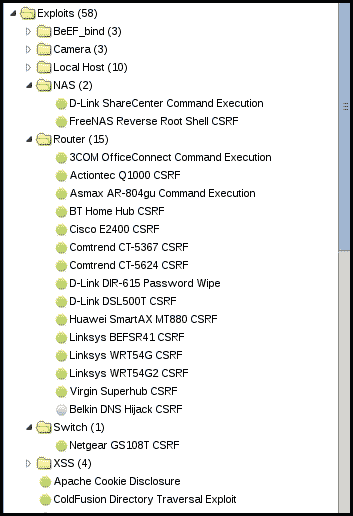 Exploits (58)
BeEF_bind (3)
Camera (3)
Local Host (10)
NAS (2)
D-Link ShareCenter Command Execution
FreeNAS Reverse Root Shell CSRF
Router (15)
3COM OfficeConnect Command Execution
Actiontec Q1000 CSRF
Asmax AR-804gu Command Execution
BT Home Hub CSRF
Cisco E2400 CSRF
Comtrend CT-5367 CSRF
Comtrend CT-5624 CSRF
D-Link DIR-615 Password Wipe
D-Link DSL500T CSRF
Huawei SmartAX MT880 CSRF
Linksys BEFSR41 CSRF
Linksys WRT54G CSRF
Linksys WRT54G2 CSRF
Virgin Superhub CSRF
Belkin DNS Hijack CSRF
Switch (1)
Netgear GS108T CSRF
XSS (4)
Apache Cookie Disclosure
ColdFusion Directory Traversal Exploit